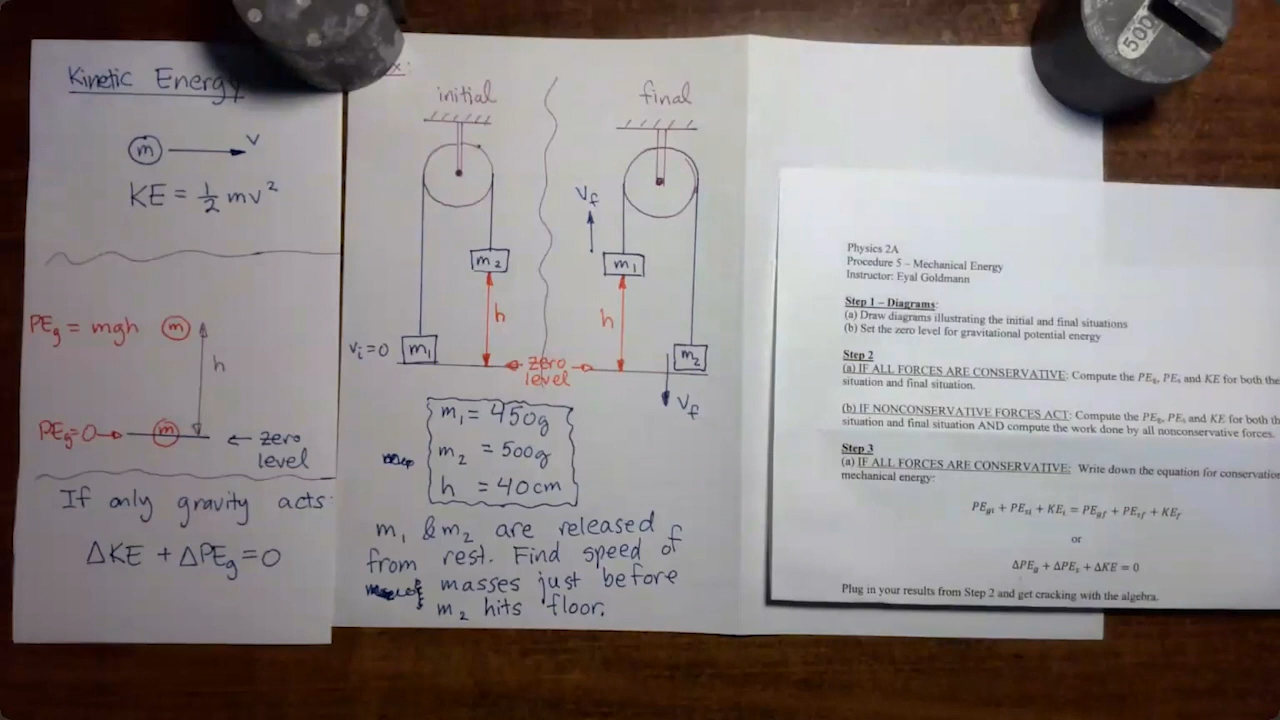 Kinetic Energy
m
v
KE = ½ mv²
PEg = mgh
m
h
PEg=0
m
zero
level
If only gravity acts:
ΔKE + ΔPEg = 0
x:
initial
final
Vf
m₂
m₁
h
h
Vi=0
m₁
m₂
zero
level
Vf
m₁ = 450g
m₂ = 500g
h = 40cm
m₁ & m₂ are released
from rest. Find speed of
masses just before
m₂ hits floor.
500
Physics 2A
Procedure 5 – Mechanical Energy
Instructor: Eyal Goldmann
Step 1 – Diagrams:
(a) Draw diagrams illustrating the initial and final situations
(b) Set the zero level for gravitational potential energy
Step 2
(a) IF ALL FORCES ARE CONSERVATIVE: Compute the PEg, PEs and KE for both the
situation and final situation.
(b) IF NONCONSERVATIVE FORCES ACT: Compute the PEg, PEs and KE for both th
situation and final situation AND compute the work done by all nonconservative forces.
Step 3
(a) IF ALL FORCES ARE CONSERVATIVE: Write down the equation for conservatio
mechanical energy:
PEgi + PEsi + KEi = PEgf + PEsf + KEf
or
ΔPEg + ΔPEs + ΔKE = 0
Plug in your results from Step 2 and get cracking with the algebra.